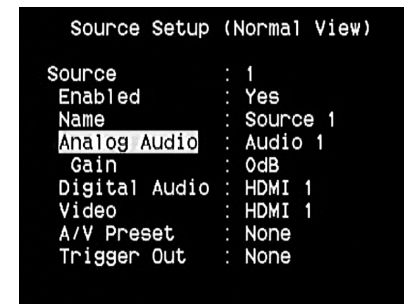 Source Setup (Normal View)
Source : 1
Enabled : Yes
Name : Source 1
Analog Audio : Audio 1
Gain : 0dB
Digital Audio : HDMI 1
Video : HDMI 1
A/V Preset : None
Trigger Out : None